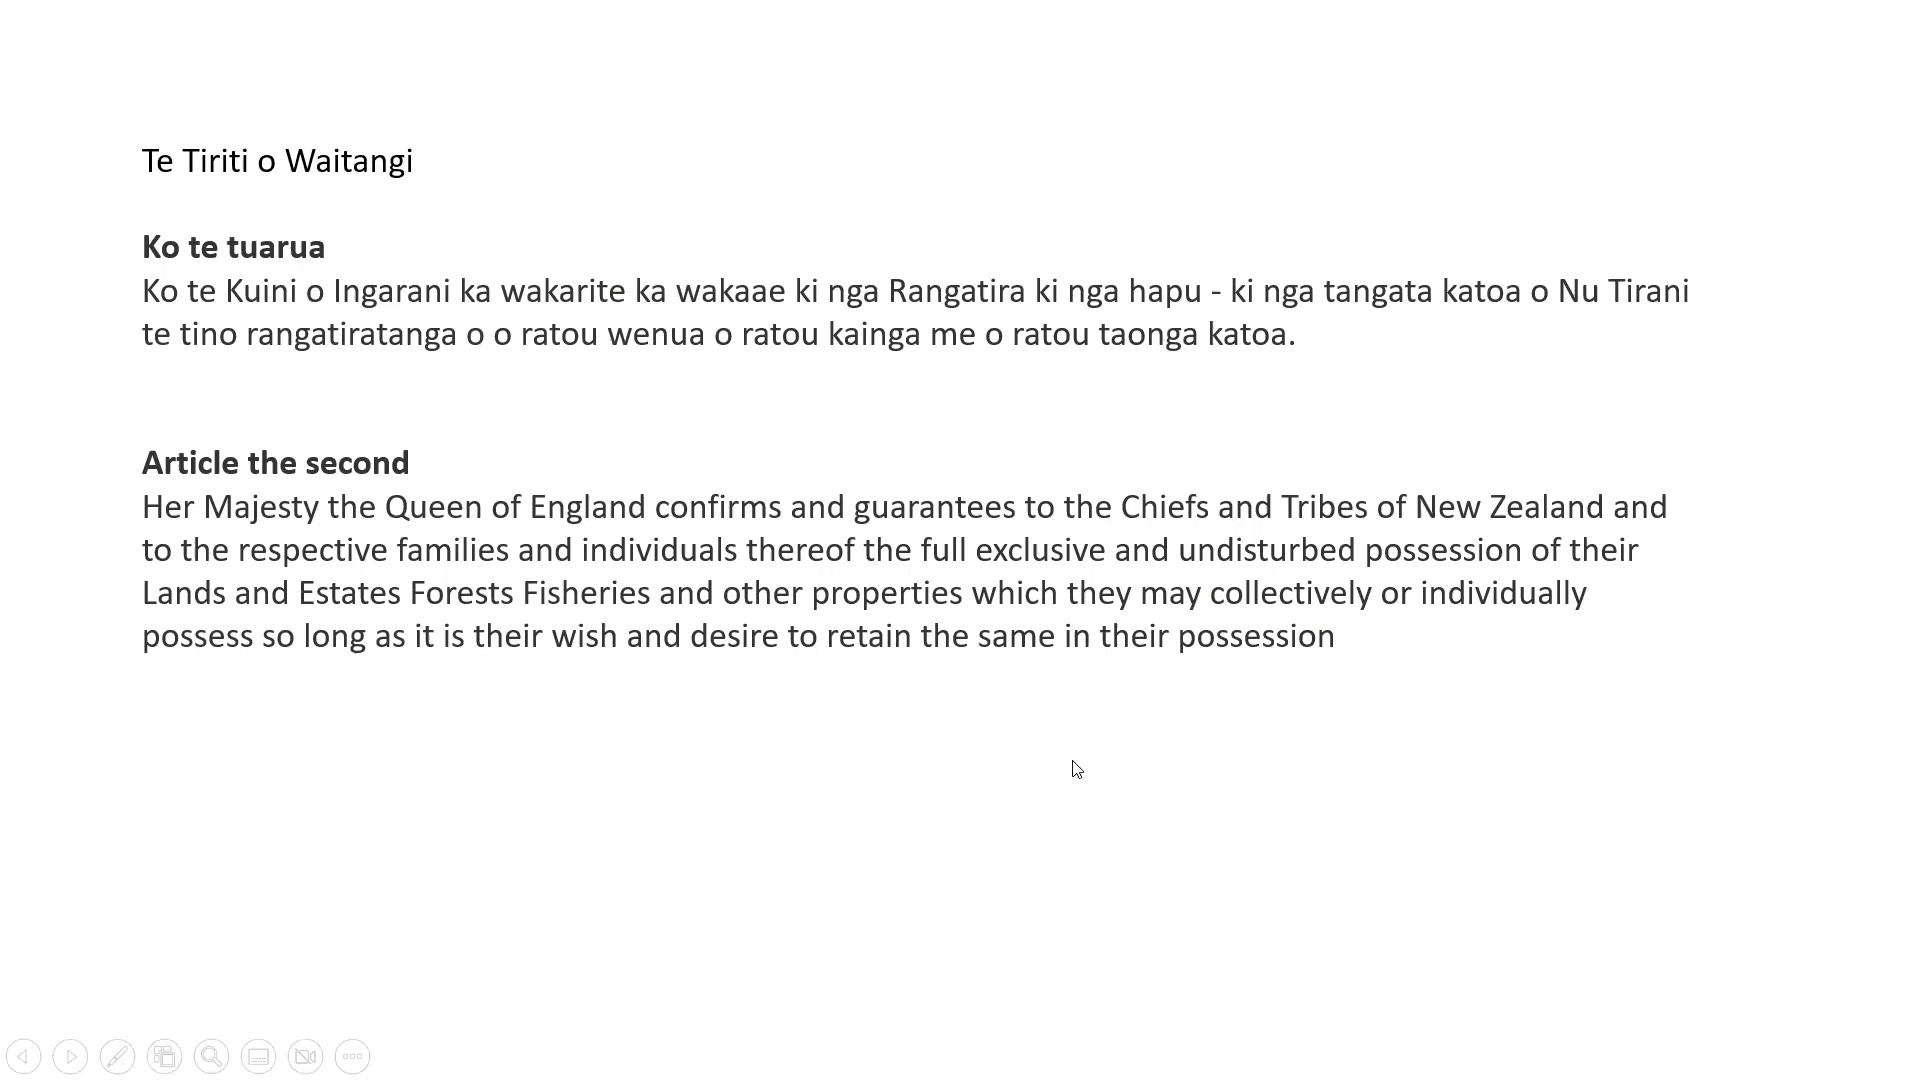 Te Tiriti o Waitangi
Ko te tuarua
Ko te Kuini o Ingarani ka wakarite ka wakaae ki nga Rangatira ki nga hapu - ki nga tangata katoa o Nu Tirani
te tino rangatiratanga o o ratou wenua o ratou kainga me o ratou taonga katoa.
Article the second
Her Majesty the Queen of England confirms and guarantees to the Chiefs and Tribes of New Zealand and
to the respective families and individuals thereof the full exclusive and undisturbed possession of their
Lands and Estates Forests Fisheries and other properties which they may collectively or individually
possess so long as it is their wish and desire to retain the same in their possession